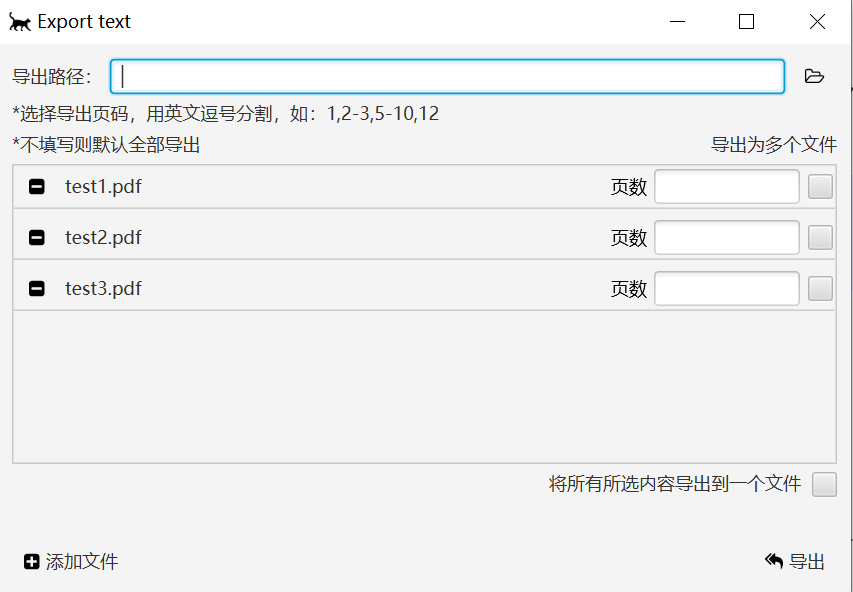 Export text
导出路径：
*选择导出页码，用英文逗号分割，如：1,2-3,5-10,12
*不填写则默认全部导出 导出为多个文件
test1.pdf 页数
test2.pdf 页数
test3.pdf 页数
将所有所选内容导出到一个文件
添加文件 导出